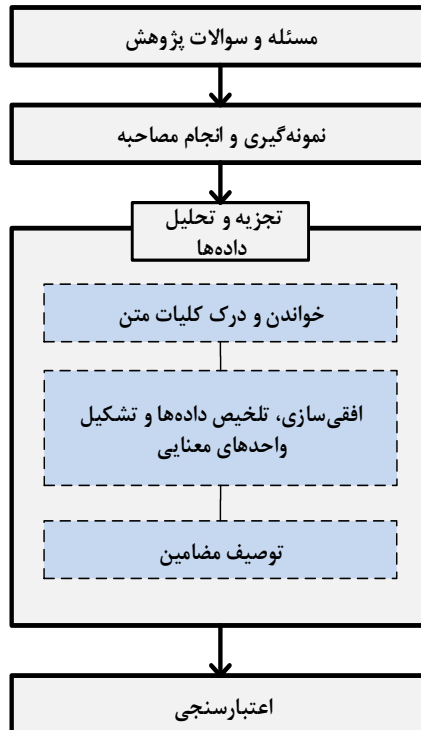 مسئله و سوالات پژوهش
نمونه‌گیری و انجام مصاحبه
تجزیه و تحلیل
داده‌ها
خواندن و درک کلیات متن
افقی‌سازی، تلخیص داده‌ها و تشکیل
واحدهای معنایی
توصیف مضامین
اعتبارسنجی